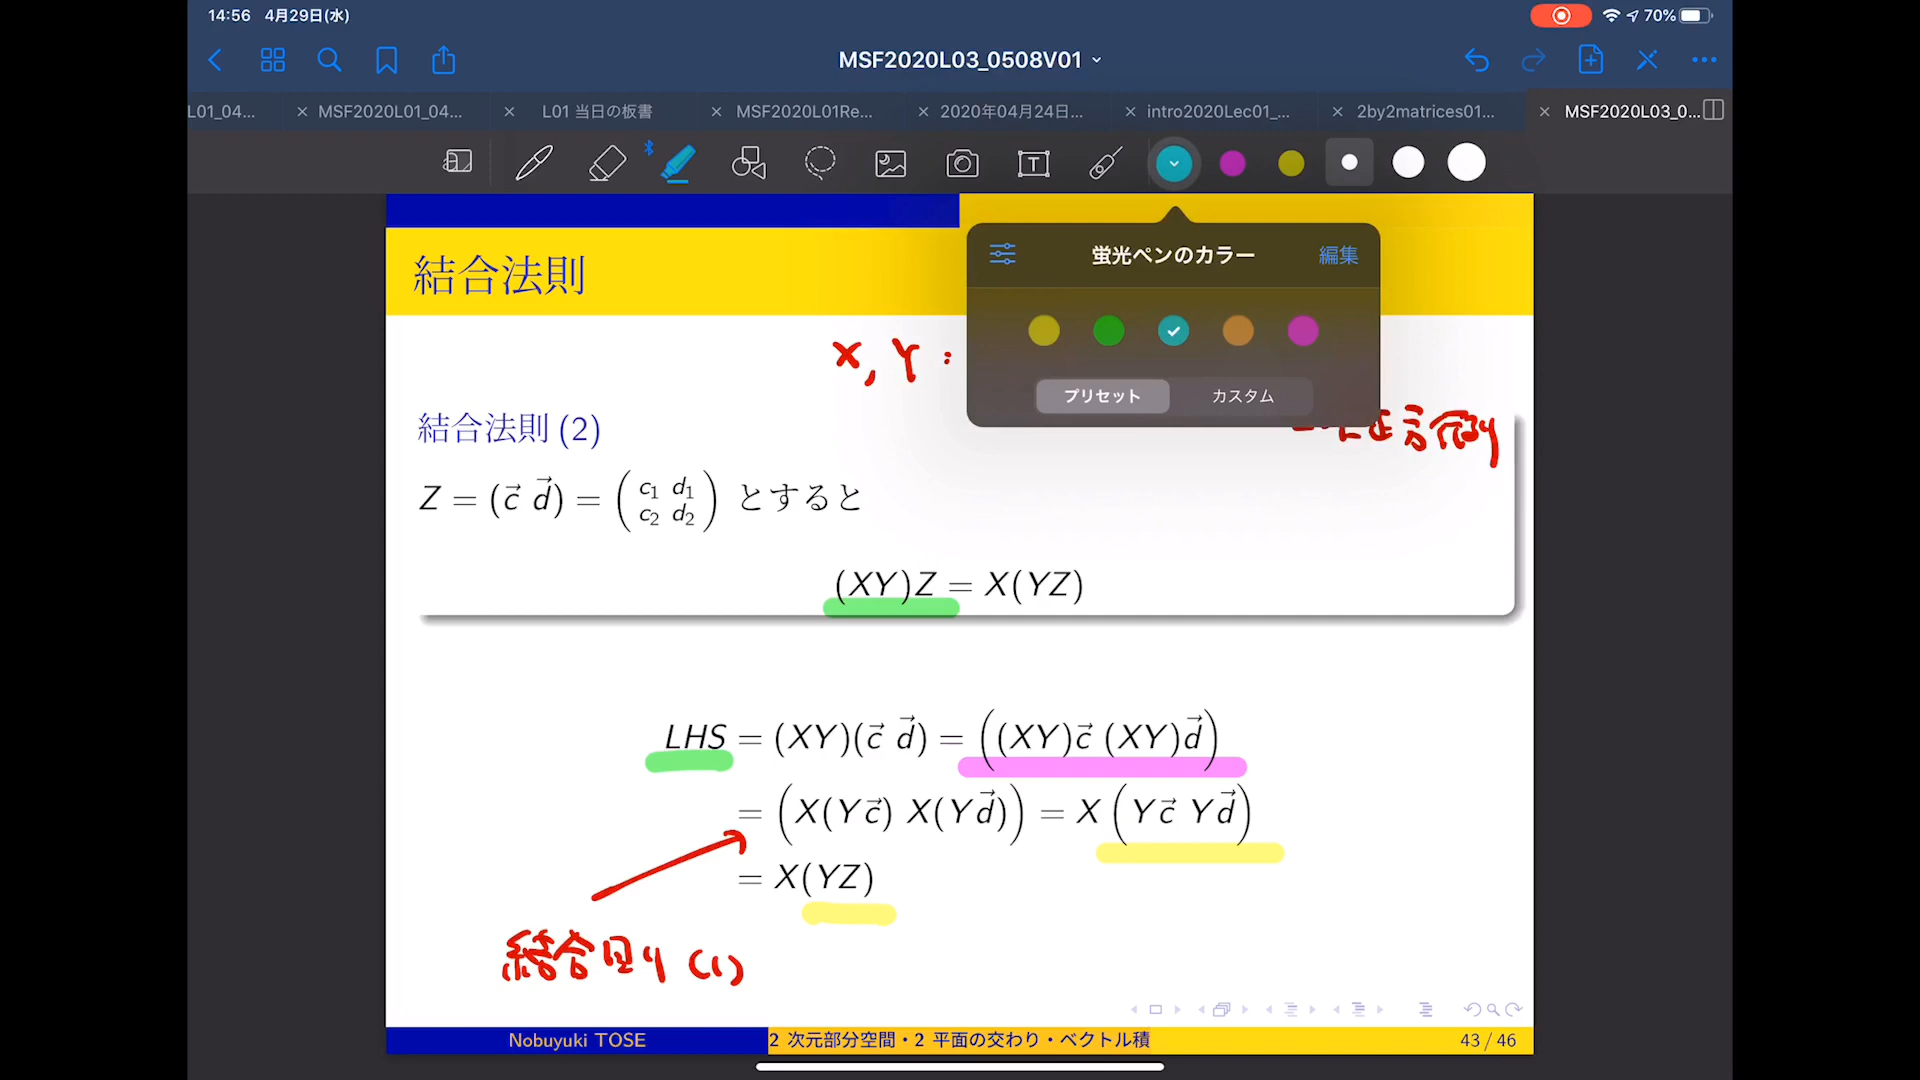 14:56 4月29日(水)
70%
MSF2020L03_0508V01
L01_04...
MSF2020L01_04...
L01 当日の板書
MSF2020L01Re...
2020年04月24日...
intro2020Lec01_...
2by2matrices01...
MSF2020L03_0...
蛍光ペンのカラー 編集
プリセット カスタム
結合法則
X, Y :
結合法則 (2)
Z = (c⃗ d⃗) = ( c₁ d₁ / c₂ d₂ ) とすると
(XY)Z = X(YZ)
LHS = (XY)(c⃗ d⃗) = ((XY)c⃗ (XY)d⃗)
= (X(Yc⃗) X(Yd⃗)) = X (Yc⃗ Yd⃗)
= X(YZ)
結合則 (1)
Nobuyuki TOSE
2 次元部分空間・2 平面の交わり・ベクトル積
43 / 46